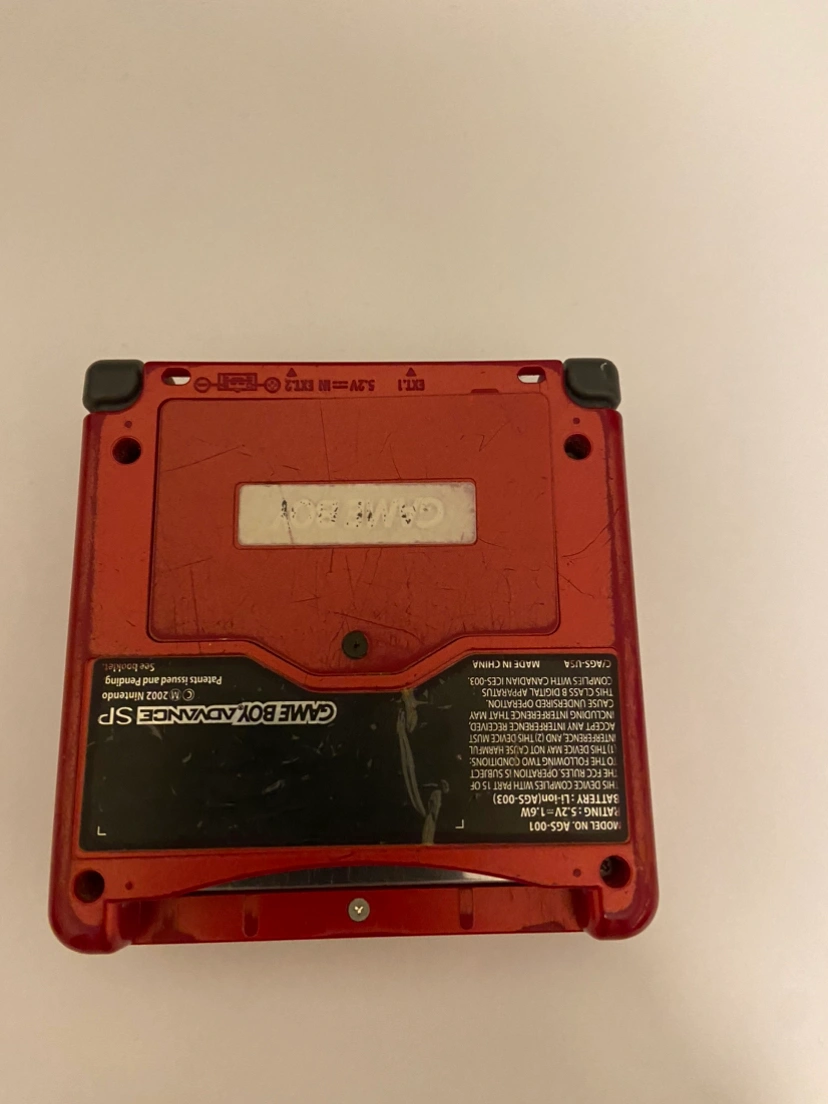 MODEL NO. AGS-001
RATING: 5.2V⎓1.6W
BATTERY: Li-ion(AGS-003)
THIS DEVICE COMPLIES WITH PART 15 OF
THE FCC RULES. OPERATION IS SUBJECT
TO THE FOLLOWING TWO CONDITIONS:
(1) THIS DEVICE MAY NOT CAUSE HARMFUL
INTERFERENCE, AND (2) THIS DEVICE MUST
ACCEPT ANY INTERFERENCE RECEIVED,
INCLUDING INTERFERENCE THAT MAY
CAUSE UNDERSIRED OPERATION.
THIS CLASS B DIGITAL APPARATUS
COMPLIES WITH CANADIAN ICES-003.
C/AGS-USA MADE IN CHINA
GAME BOY ADVANCE SP
© Ⓜ 2002 Nintendo
Patents issued and Pending
See booklet.
GAME BOY
EXT.1 5.2V⎓IN EXT.2